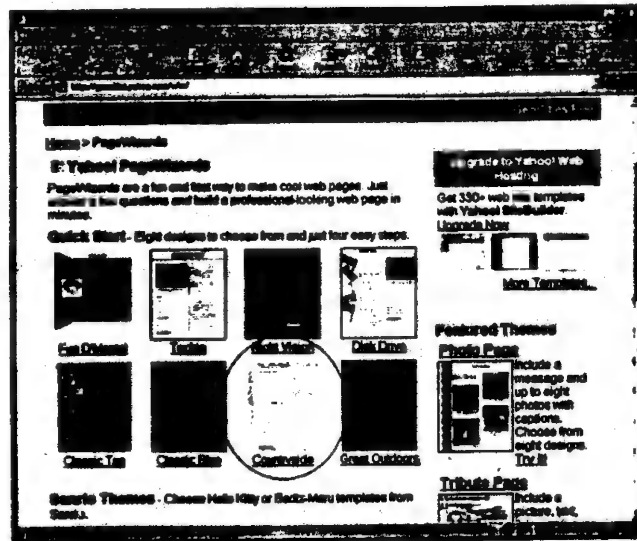 Home > PageWizards
Yahoo! PageWizards
PageWizards are a fun and fast way to make cool web pages. Just
questions and build a professional-looking web page in
minutes.
Quick Start - Eight designs to choose from and just four easy steps.
Techie
Night Vision
Disk Drive
Classic Tan
Classic Blue
Countryside
Great Outdoors
Sanrio Themes - Choose Hello Kitty or Badtz-Maru templates from
Sanrio.
Upgrade to Yahoo! Web
Hosting
Get 330+ web site templates
with Yahoo! SiteBuilder.
Upgrade Now
More Templates...
Featured Themes
Photo Page
Include a
message and
up to eight
photos with
captions.
Choose from
eight designs.
Try It
Tribute Page
Include a
picture, text,